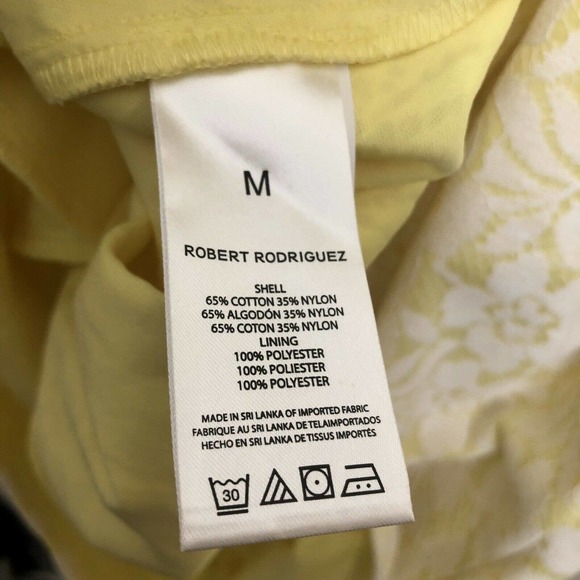 M
ROBERT RODRIGUEZ
SHELL
65% COTTON 35% NYLON
65% ALGODÓN 35% NYLON
65% COTON 35% NYLON
LINING
100% POLYESTER
100% POLIESTER
100% POLYESTER
MADE IN SRI LANKA OF IMPORTED FABRIC
FABRIQUE AU SRI LANKA DE TELAIMPORTADOS
HECHO EN SRI LANKA DE TISSUS IMPORTÉS
30